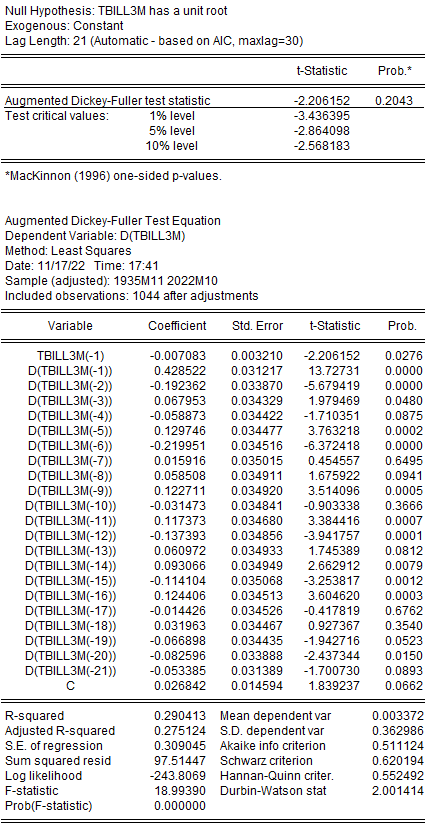 Null Hypothesis: TBILL3M has a unit root
Exogenous: Constant
Lag Length: 21 (Automatic - based on AIC, maxlag=30)
t-Statistic Prob.*
Augmented Dickey-Fuller test statistic -2.206152 0.2043
Test critical values: 1% level -3.436395
5% level -2.864098
10% level -2.568183
*MacKinnon (1996) one-sided p-values.
Augmented Dickey-Fuller Test Equation
Dependent Variable: D(TBILL3M)
Method: Least Squares
Date: 11/17/22 Time: 17:41
Sample (adjusted): 1935M11 2022M10
Included observations: 1044 after adjustments
Variable Coefficient Std. Error t-Statistic Prob.
TBILL3M(-1) -0.007083 0.003210 -2.206152 0.0276
D(TBILL3M(-1)) 0.428522 0.031217 13.72731 0.0000
D(TBILL3M(-2)) -0.192362 0.033870 -5.679419 0.0000
D(TBILL3M(-3)) 0.067953 0.034329 1.979469 0.0480
D(TBILL3M(-4)) -0.058873 0.034422 -1.710351 0.0875
D(TBILL3M(-5)) 0.129746 0.034477 3.763218 0.0002
D(TBILL3M(-6)) -0.219951 0.034516 -6.372418 0.0000
D(TBILL3M(-7)) 0.015916 0.035015 0.454557 0.6495
D(TBILL3M(-8)) 0.058508 0.034911 1.675922 0.0941
D(TBILL3M(-9)) 0.122711 0.034920 3.514096 0.0005
D(TBILL3M(-10)) -0.031473 0.034841 -0.903338 0.3666
D(TBILL3M(-11)) 0.117373 0.034680 3.384416 0.0007
D(TBILL3M(-12)) -0.137393 0.034856 -3.941757 0.0001
D(TBILL3M(-13)) 0.060972 0.034933 1.745389 0.0812
D(TBILL3M(-14)) 0.093066 0.034949 2.662912 0.0079
D(TBILL3M(-15)) -0.114104 0.035068 -3.253817 0.0012
D(TBILL3M(-16)) 0.124406 0.034513 3.604620 0.0003
D(TBILL3M(-17)) -0.014426 0.034526 -0.417819 0.6762
D(TBILL3M(-18)) 0.031963 0.034467 0.927367 0.3540
D(TBILL3M(-19)) -0.066898 0.034435 -1.942716 0.0523
D(TBILL3M(-20)) -0.082596 0.033888 -2.437344 0.0150
D(TBILL3M(-21)) -0.053385 0.031389 -1.700730 0.0893
C 0.026842 0.014594 1.839237 0.0662
R-squared 0.290413 Mean dependent var 0.003372
Adjusted R-squared 0.275124 S.D. dependent var 0.362986
S.E. of regression 0.309045 Akaike info criterion 0.511124
Sum squared resid 97.51447 Schwarz criterion 0.620194
Log likelihood -243.8069 Hannan-Quinn criter. 0.552492
F-statistic 18.99390 Durbin-Watson stat 2.001414
Prob(F-statistic) 0.000000